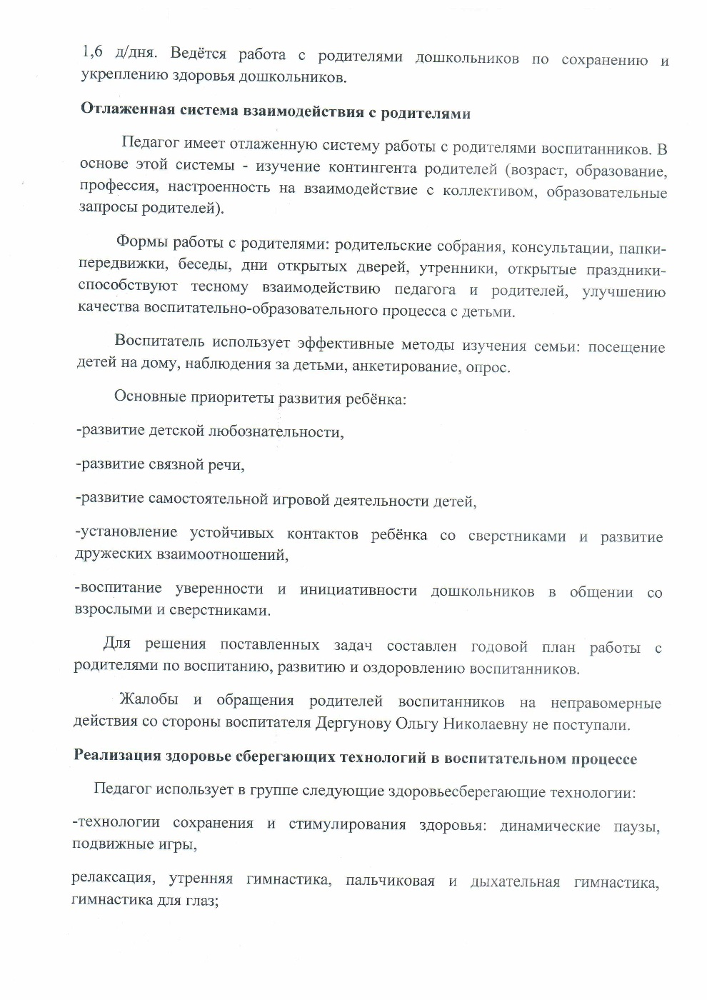 1,6 д/дня. Ведётся работа с родителями дошкольников по сохранению и
укреплению здоровья дошкольников.
Отлаженная система взаимодействия с родителями
Педагог имеет отлаженную систему работы с родителями воспитанников. В
основе этой системы - изучение контингента родителей (возраст, образование,
профессия, настроенность на взаимодействие с коллективом, образовательные
запросы родителей).
Формы работы с родителями: родительские собрания, консультации, папки-
передвижки, беседы, дни открытых дверей, утренники, открытые праздники-
способствуют тесному взаимодействию педагога и родителей, улучшению
качества воспитательно-образовательного процесса с детьми.
Воспитатель использует эффективные методы изучения семьи: посещение
детей на дому, наблюдения за детьми, анкетирование, опрос.
Основные приоритеты развития ребёнка:
-развитие детской любознательности,
-развитие связной речи,
-развитие самостоятельной игровой деятельности детей,
-установление устойчивых контактов ребёнка со сверстниками и развитие
дружеских взаимоотношений,
-воспитание уверенности и инициативности дошкольников в общении со
взрослыми и сверстниками.
Для решения поставленных задач составлен годовой план работы с
родителями по воспитанию, развитию и оздоровлению воспитанников.
Жалобы и обращения родителей воспитанников на неправомерные
действия со стороны воспитателя Дергунову Ольгу Николаевну не поступали.
Реализация здоровье сберегающих технологий в воспитательном процессе
Педагог использует в группе следующие здоровьесберегающие технологии:
-технологии сохранения и стимулирования здоровья: динамические паузы,
подвижные игры,
релаксация, утренняя гимнастика, пальчиковая и дыхательная гимнастика,
гимнастика для глаз;